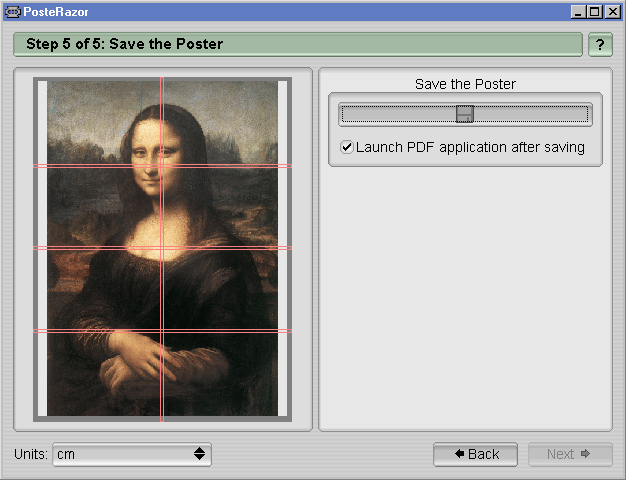 PosteRazor
Step 5 of 5: Save the Poster
?
Save the Poster
Launch PDF application after saving
Units: cm
Back
Next